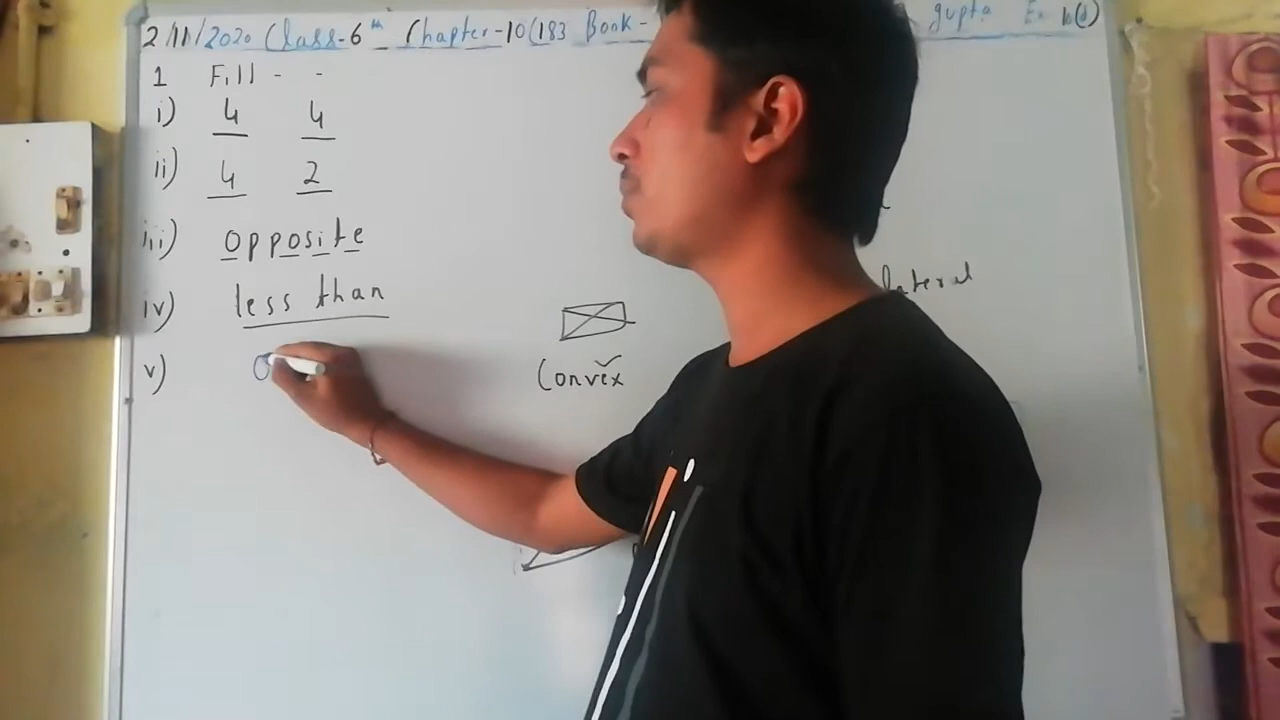 2/11/2020 Class-6th Chapter-10(183 Book- gupta Ex 10(d)
1 Fill - -
i) 4 4
ii) 4 2
iii) opposite
iv) less than
v)
Convex
lateral